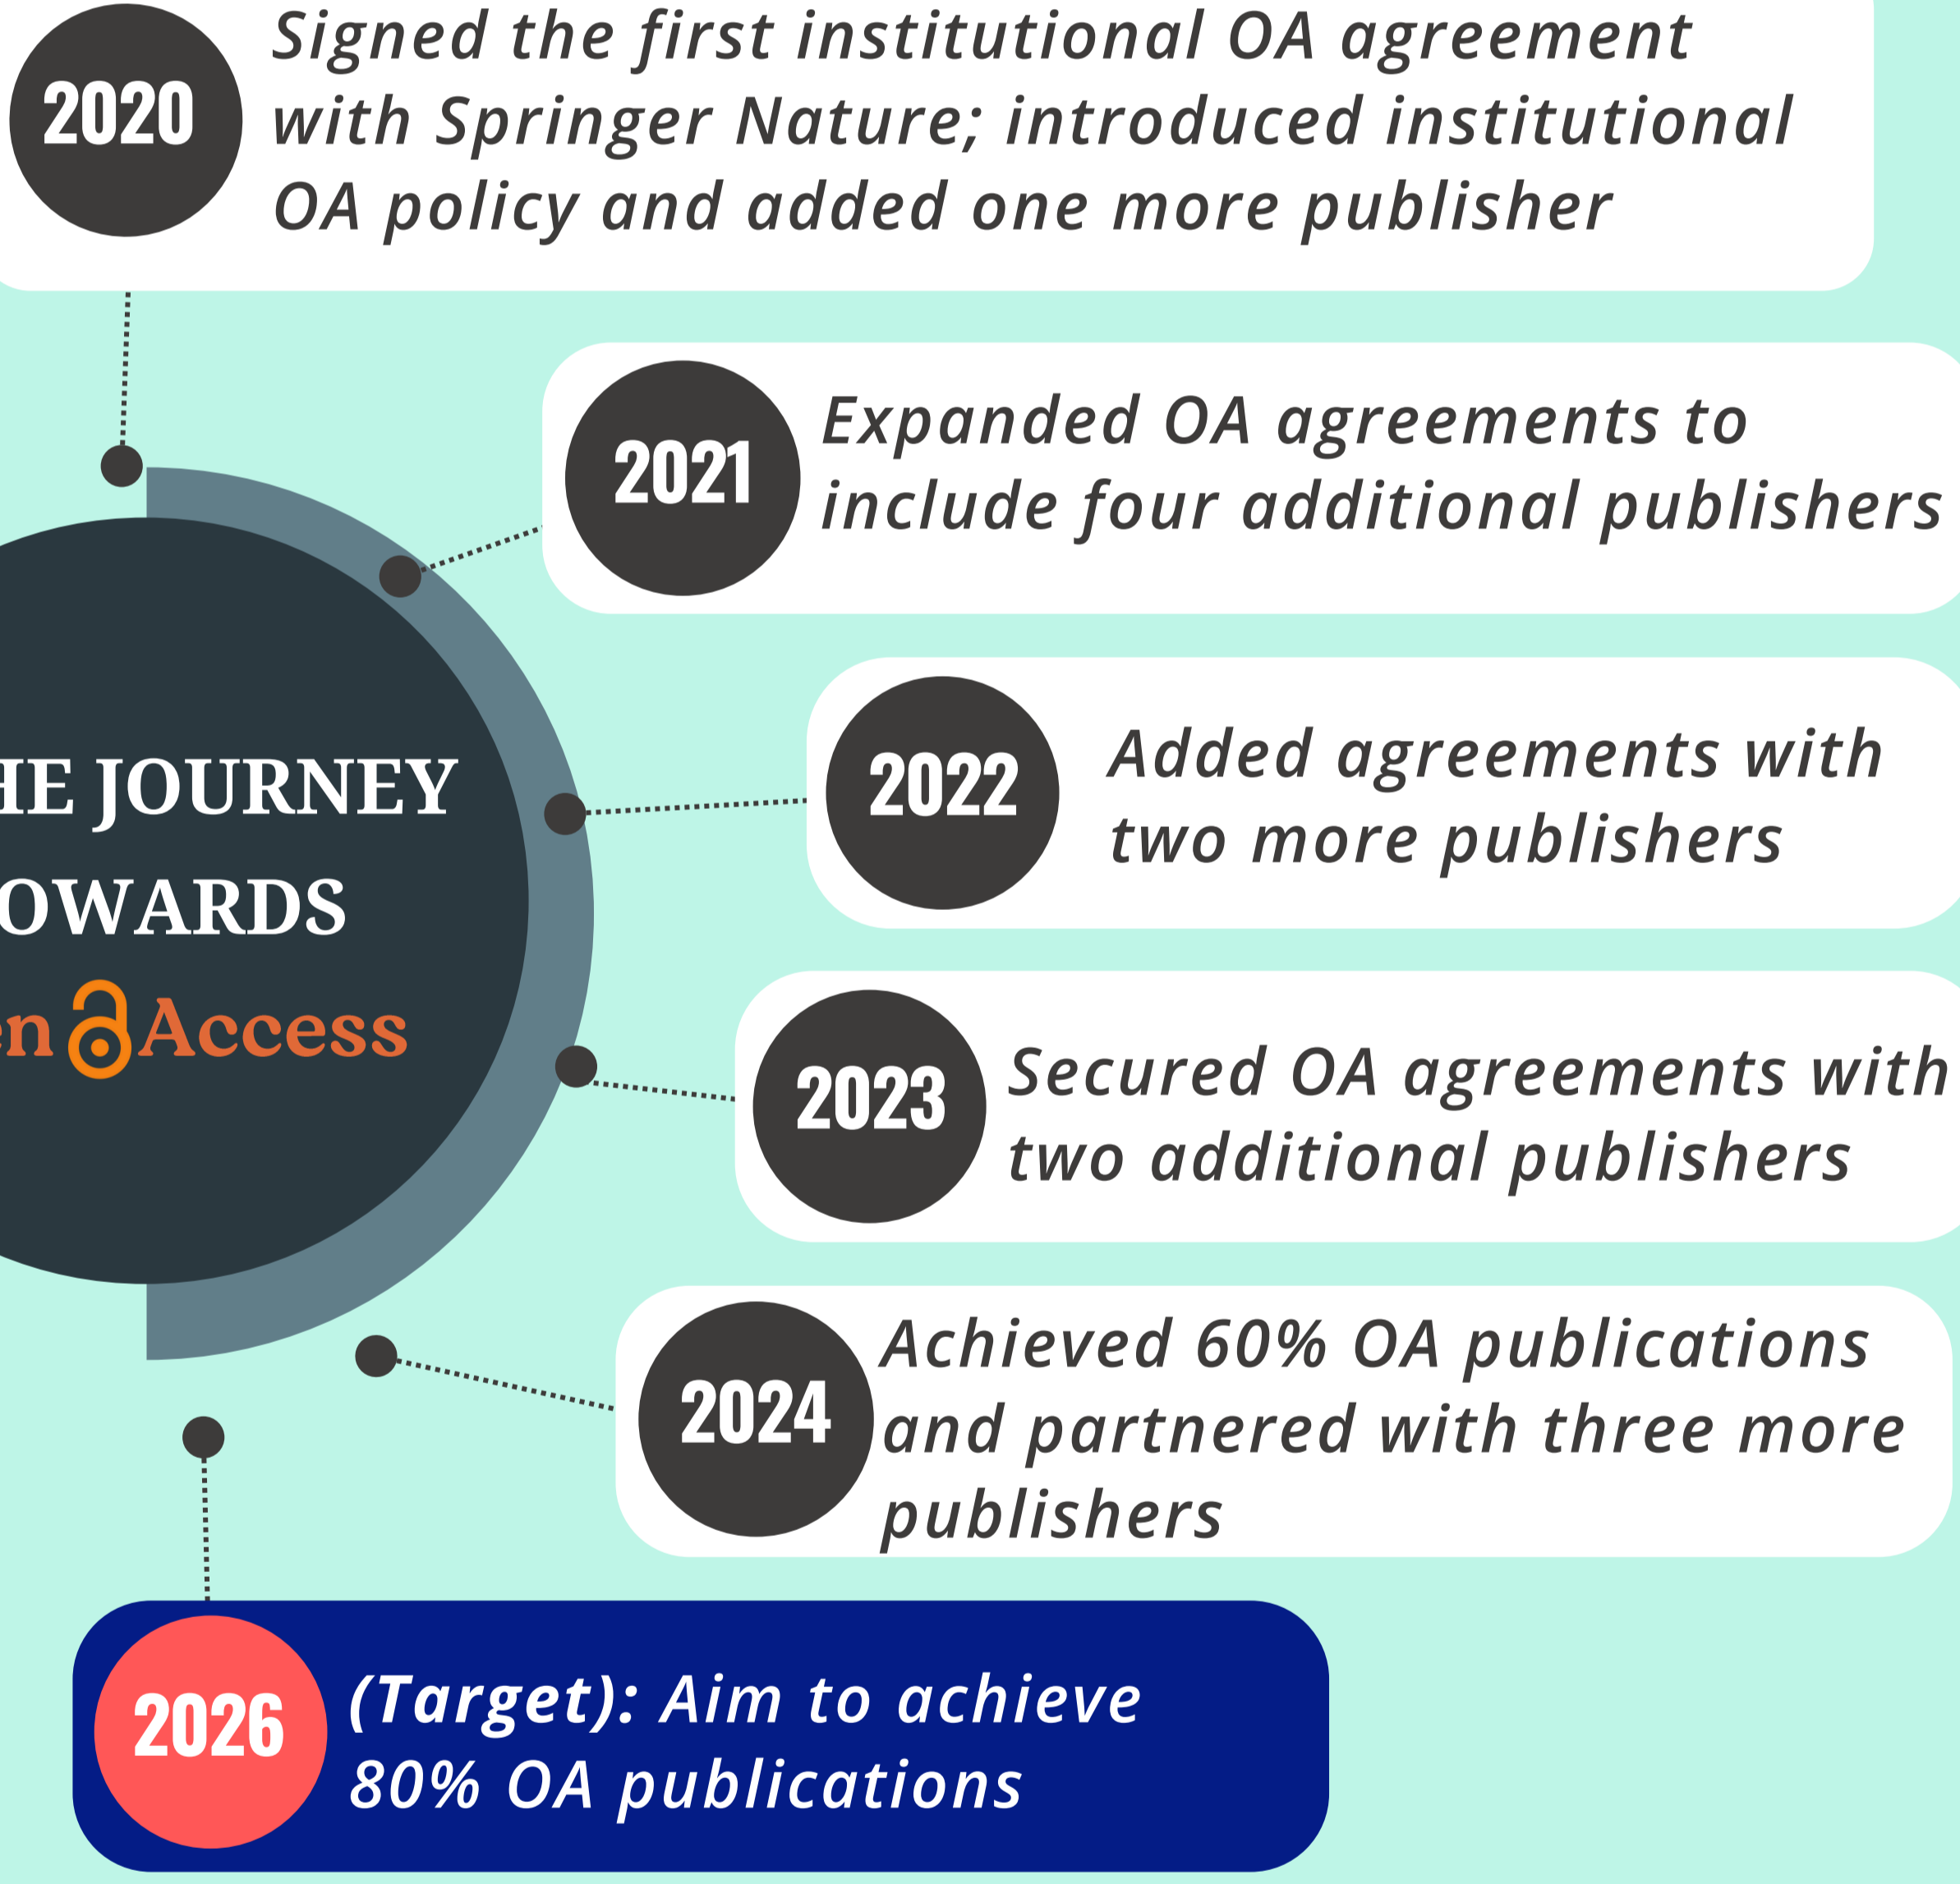 2020
Signed the first institutional OA agreement
with Springer Nature; introduced institutional
OA policy and added one more publisher
2021
Expanded OA agreements to
include four additional publishers
2022
Added agreements with
two more publishers
HE JOURNEY
OWARDS
n Access
2023
Secured OA agreements with
two additional publishers
2024
Achieved 60% OA publications
and partnered with three more
publishers
2026
(Target): Aim to achieve
80% OA publications